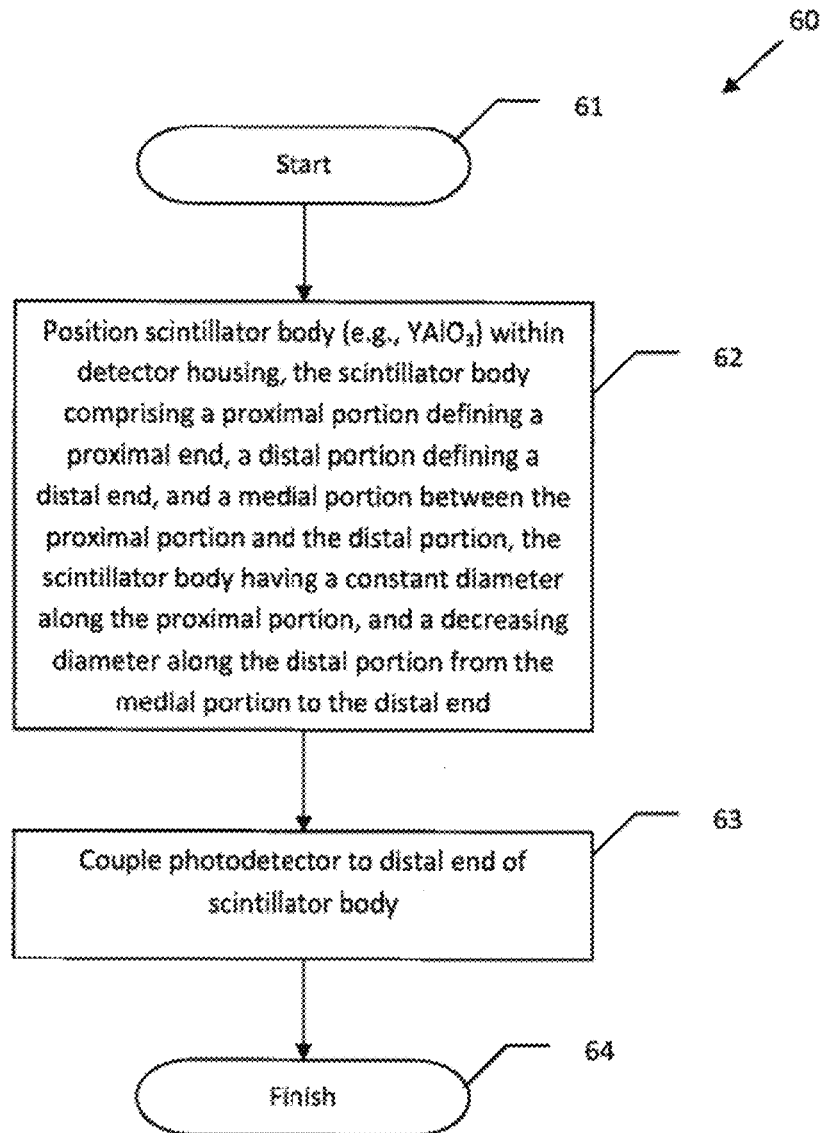 60
61
Start
Position scintillator body (e.g., YAlO₃) within
detector housing, the scintillator body
comprising a proximal portion defining a
proximal end, a distal portion defining a
distal end, and a medial portion between the
proximal portion and the distal portion, the
scintillator body having a constant diameter
along the proximal portion, and a decreasing
diameter along the distal portion from the
medial portion to the distal end
62
63
Couple photodetector to distal end of
scintillator body
64
Finish